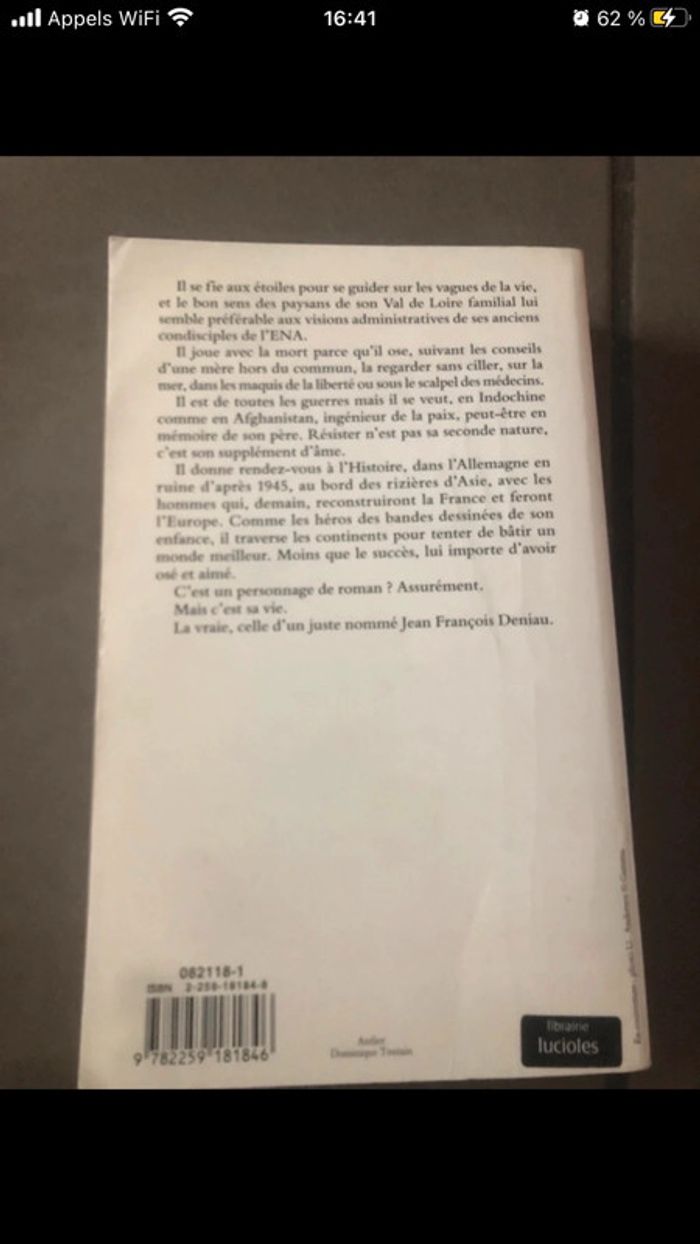 Appels WiFi
16:41
62 %
Il se fie aux étoiles pour se guider sur les vagues de la vie,
et le bon sens des paysans de son Val de Loire familial lui
semble préférable aux visions administratives de ses anciens
condisciples de l'ENA.
Il joue avec la mort parce qu'il ose, suivant les conseils
d'une mère hors du commun, la regarder sans ciller, sur la
mer, dans les maquis de la liberté ou sous le scalpel des médecins.
Il est de toutes les guerres mais il se veut, en Indochine
comme en Afghanistan, ingénieur de la paix, peut-être en
mémoire de son père. Résister n'est pas sa seconde nature,
c'est son supplément d'âme.
Il donne rendez-vous à l'Histoire, dans l'Allemagne en
ruine d'après 1945, au bord des rizières d'Asie, avec les
hommes qui, demain, reconstruiront la France et feront
l'Europe. Comme les héros des bandes dessinées de son
enfance, il traverse les continents pour tenter de bâtir un
monde meilleur. Moins que le succès, lui importe d'avoir
osé et aimé.
C'est un personnage de roman ? Assurément.
Mais c'est sa vie.
La vraie, celle d'un juste nommé Jean François Deniau.
082118-1
ISBN 2-259-18184-8
9 782259 181846
Atelier
Dominique Toutain
librairie
lucioles